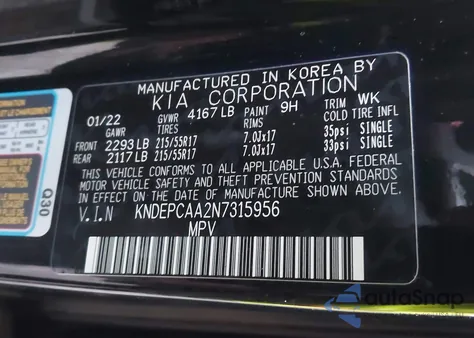 MANUFACTURED IN KOREA BY
KIA CORPORATION
01/22 GVWR 4167 LB PAINT 9H TRIM WK
GAWR TIRES RIMS COLD TIRE INFL
FRONT 2293 LB 215/55R17 7.0Jx17 35psi SINGLE
REAR 2117 LB 215/55R17 7.0Jx17 33psi SINGLE
THIS VEHICLE CONFORMS TO ALL APPLICABLE U.S.A. FEDERAL
MOTOR VEHICLE SAFETY AND THEFT PREVENTION STANDARDS
IN EFFECT ON THE DATE OF MANUFACTURE SHOWN ABOVE.
V.I.N KNDEPCAA2N7315956
MPV
Q30
autoSnap